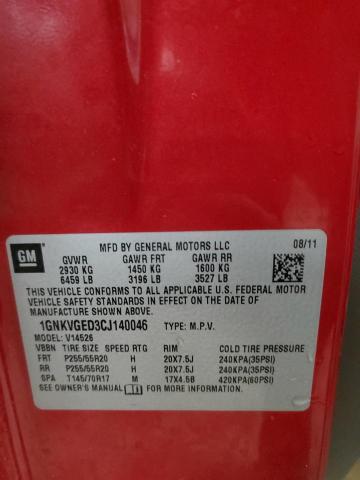 GM
MFD BY GENERAL MOTORS LLC 08/11
GVWR GAWR FRT GAWR RR
2930 KG 1450 KG 1600 KG
6459 LB 3196 LB 3527 LB
THIS VEHICLE CONFORMS TO ALL APPLICABLE U.S. FEDERAL MOTOR
VEHICLE SAFETY STANDARDS IN EFFECT ON THE DATE OF
MANUFACTURE SHOWN ABOVE.
1GNKVGED3CJ140046 TYPE: M.P.V.
MODEL: V14526
VBBN TIRE SIZE SPEED RTG RIM COLD TIRE PRESSURE
FRT P255/55R20 H 20X7.5J 240KPA(35PSI)
RR P255/55R20 H 20X7.5J 240KPA(35PSI)
SPA T145/70R17 M 17X4.5B 420KPA(60PSI)
SEE OWNER'S MANUAL FOR MORE INFORMATION.